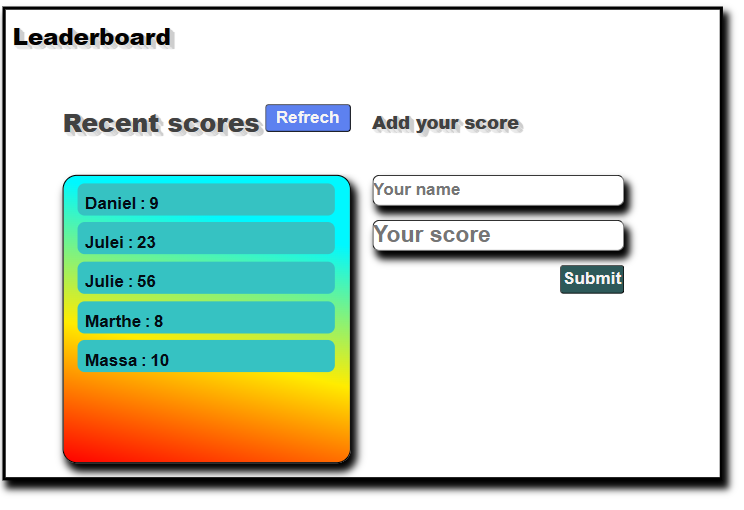 Leaderboard
Recent scores
Refrech
Add your score
Daniel : 9
Julei : 23
Julie : 56
Marthe : 8
Massa : 10
Your name
Your score
Submit